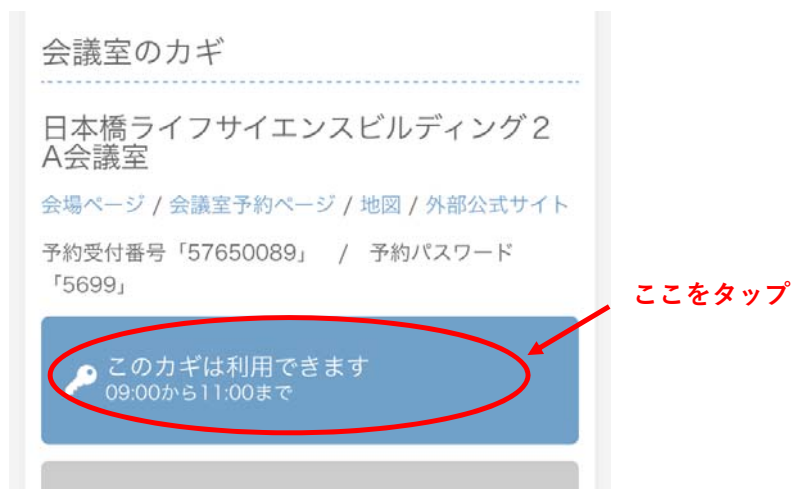 会議室のカギ
日本橋ライフサイエンスビルディング２
A会議室
会場ページ / 会議室予約ページ / 地図 / 外部公式サイト
予約受付番号「57650089」 / 予約パスワード
「5699」
ここをタップ
このカギは利用できます
09:00から11:00まで